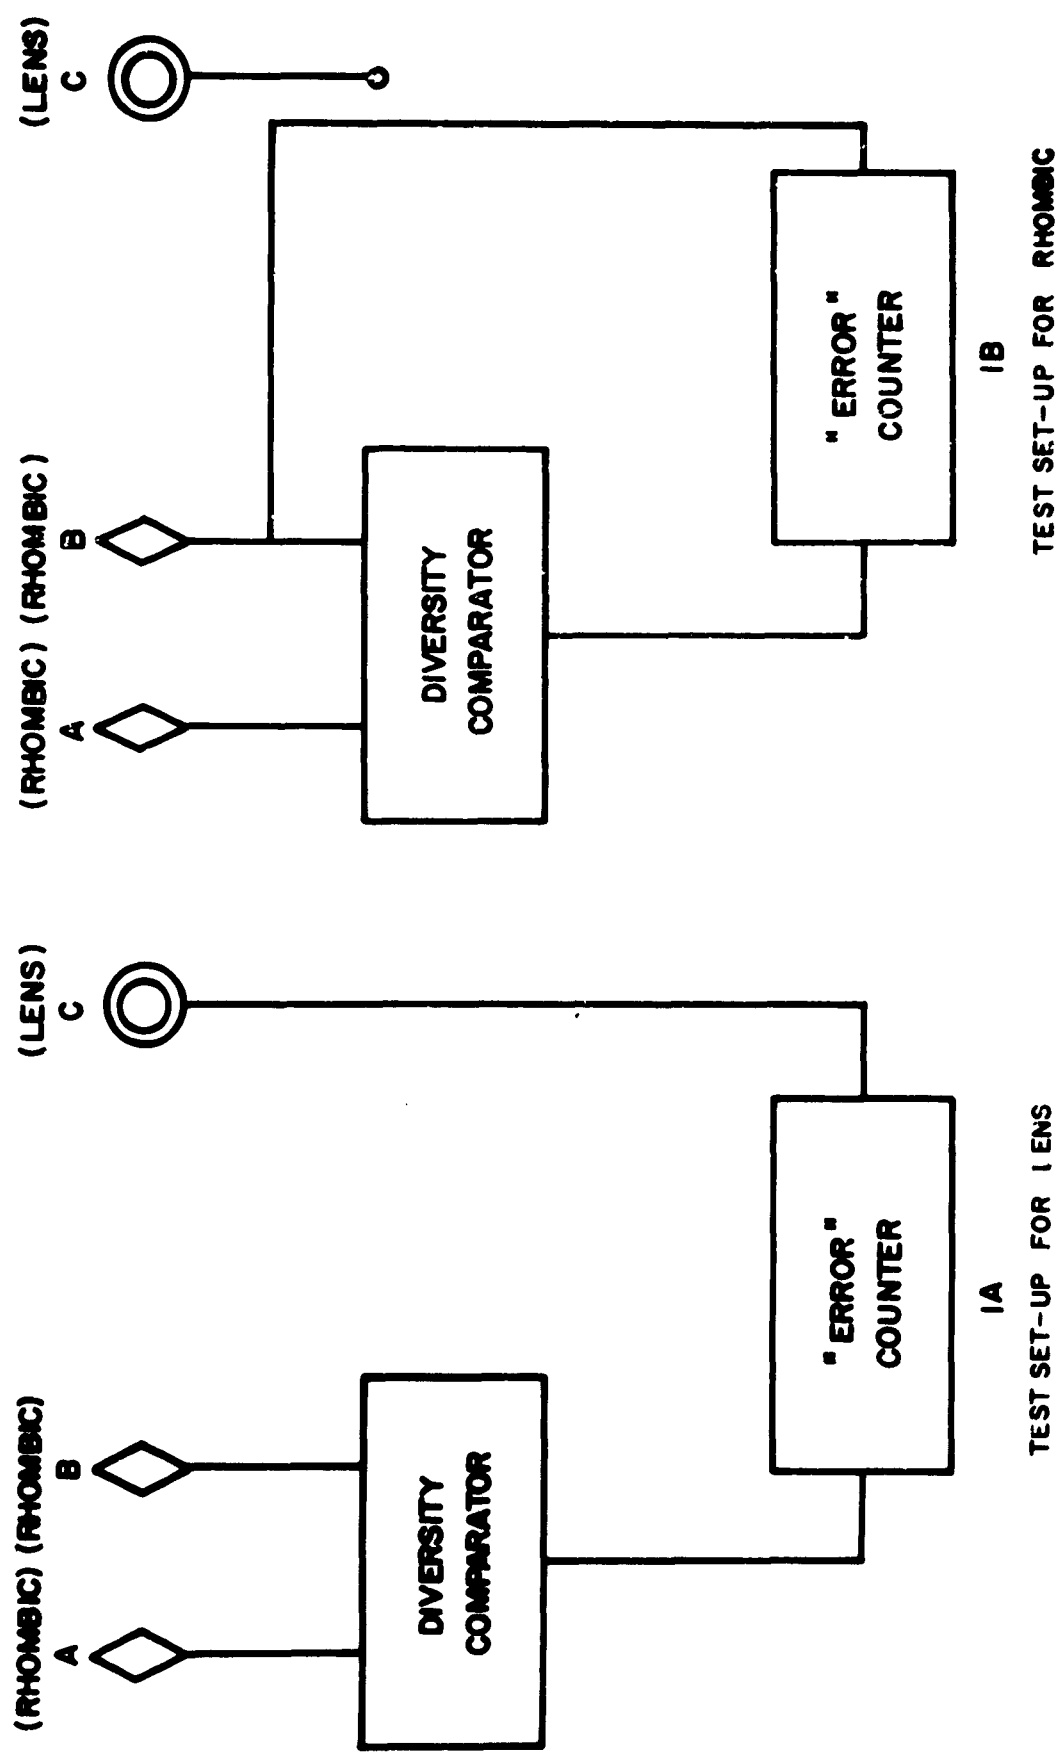 (RHOMBIC) (RHOMBIC)
A
B
(LENS)
C
DIVERSITY
COMPARATOR
"ERROR"
COUNTER
1A
TEST SET-UP FOR LENS
(RHOMBIC) (RHOMBIC)
A
B
(LENS)
C
DIVERSITY
COMPARATOR
"ERROR"
COUNTER
1B
TEST SET-UP FOR RHOMBIC